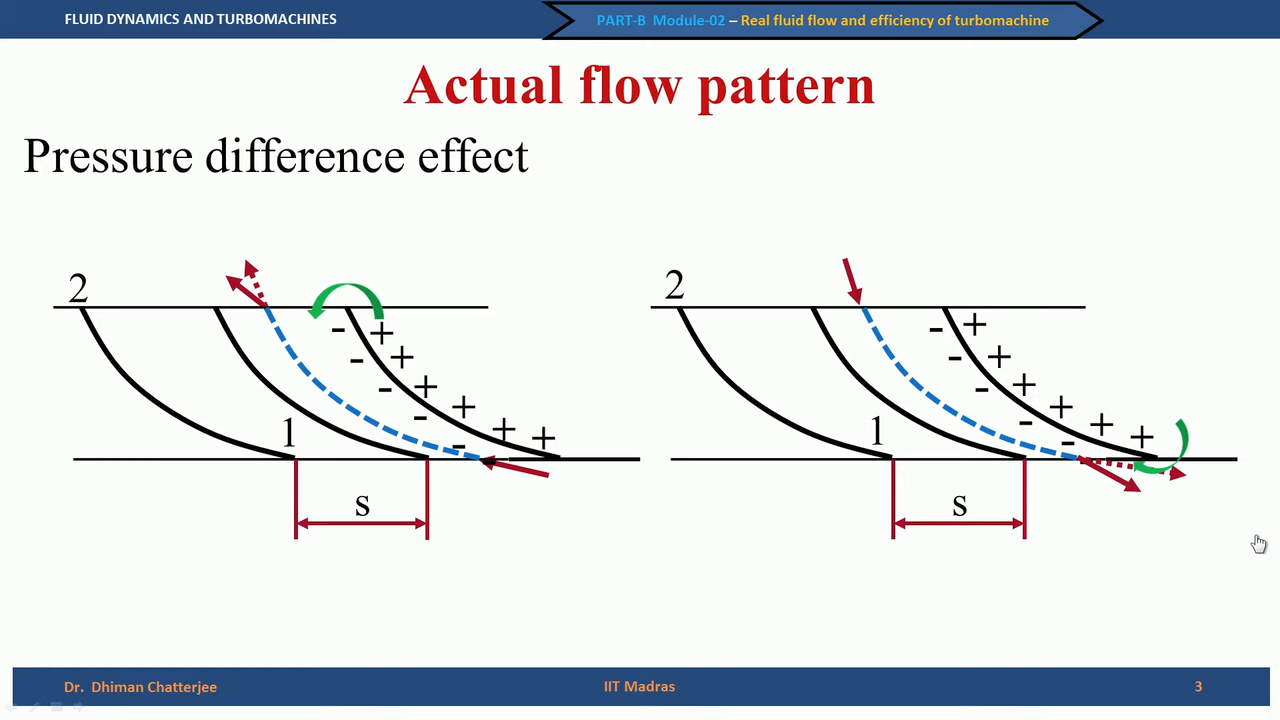 FLUID DYNAMICS AND TURBOMACHINES
PART-B Module-02 – Real fluid flow and efficiency of turbomachine
Actual flow pattern
Pressure difference effect
2
- +
- +
- +
- +
- +
+
1
s
2
- +
- +
- +
- +
- +
+
1
s
Dr. Dhiman Chatterjee
IIT Madras
3